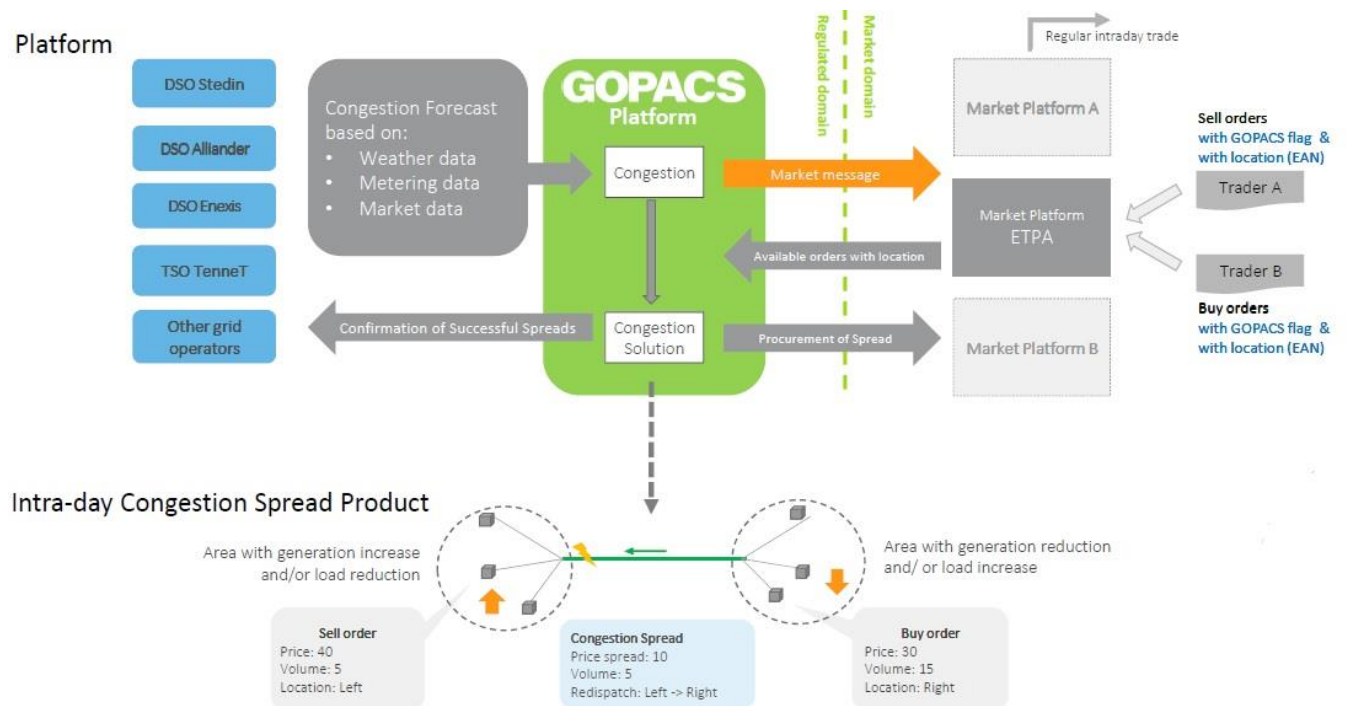 Platform
DSO Stedin
DSO Alliander
DSO Enexis
TSO TenneT
Other grid
operators
Congestion Forecast
based on:
• Weather data
• Metering data
• Market data
GOPACS
Platform
Congestion
Congestion
Solution
Confirmation of Successful Spreads
Regulated domain
Market domain
Market message
Available orders with location
Procurement of Spread
Regular intraday trade
Market Platform A
Market Platform
ETPA
Market Platform B
Sell orders
with GOPACS flag &
with location (EAN)
Trader A
Trader B
Buy orders
with GOPACS flag &
with location (EAN)
Intra-day Congestion Spread Product
Area with generation increase
and/or load reduction
Area with generation reduction
and/ or load increase
Sell order
Price: 40
Volume: 5
Location: Left
Congestion Spread
Price spread: 10
Volume: 5
Redispatch: Left -> Right
Buy order
Price: 30
Volume: 15
Location: Right